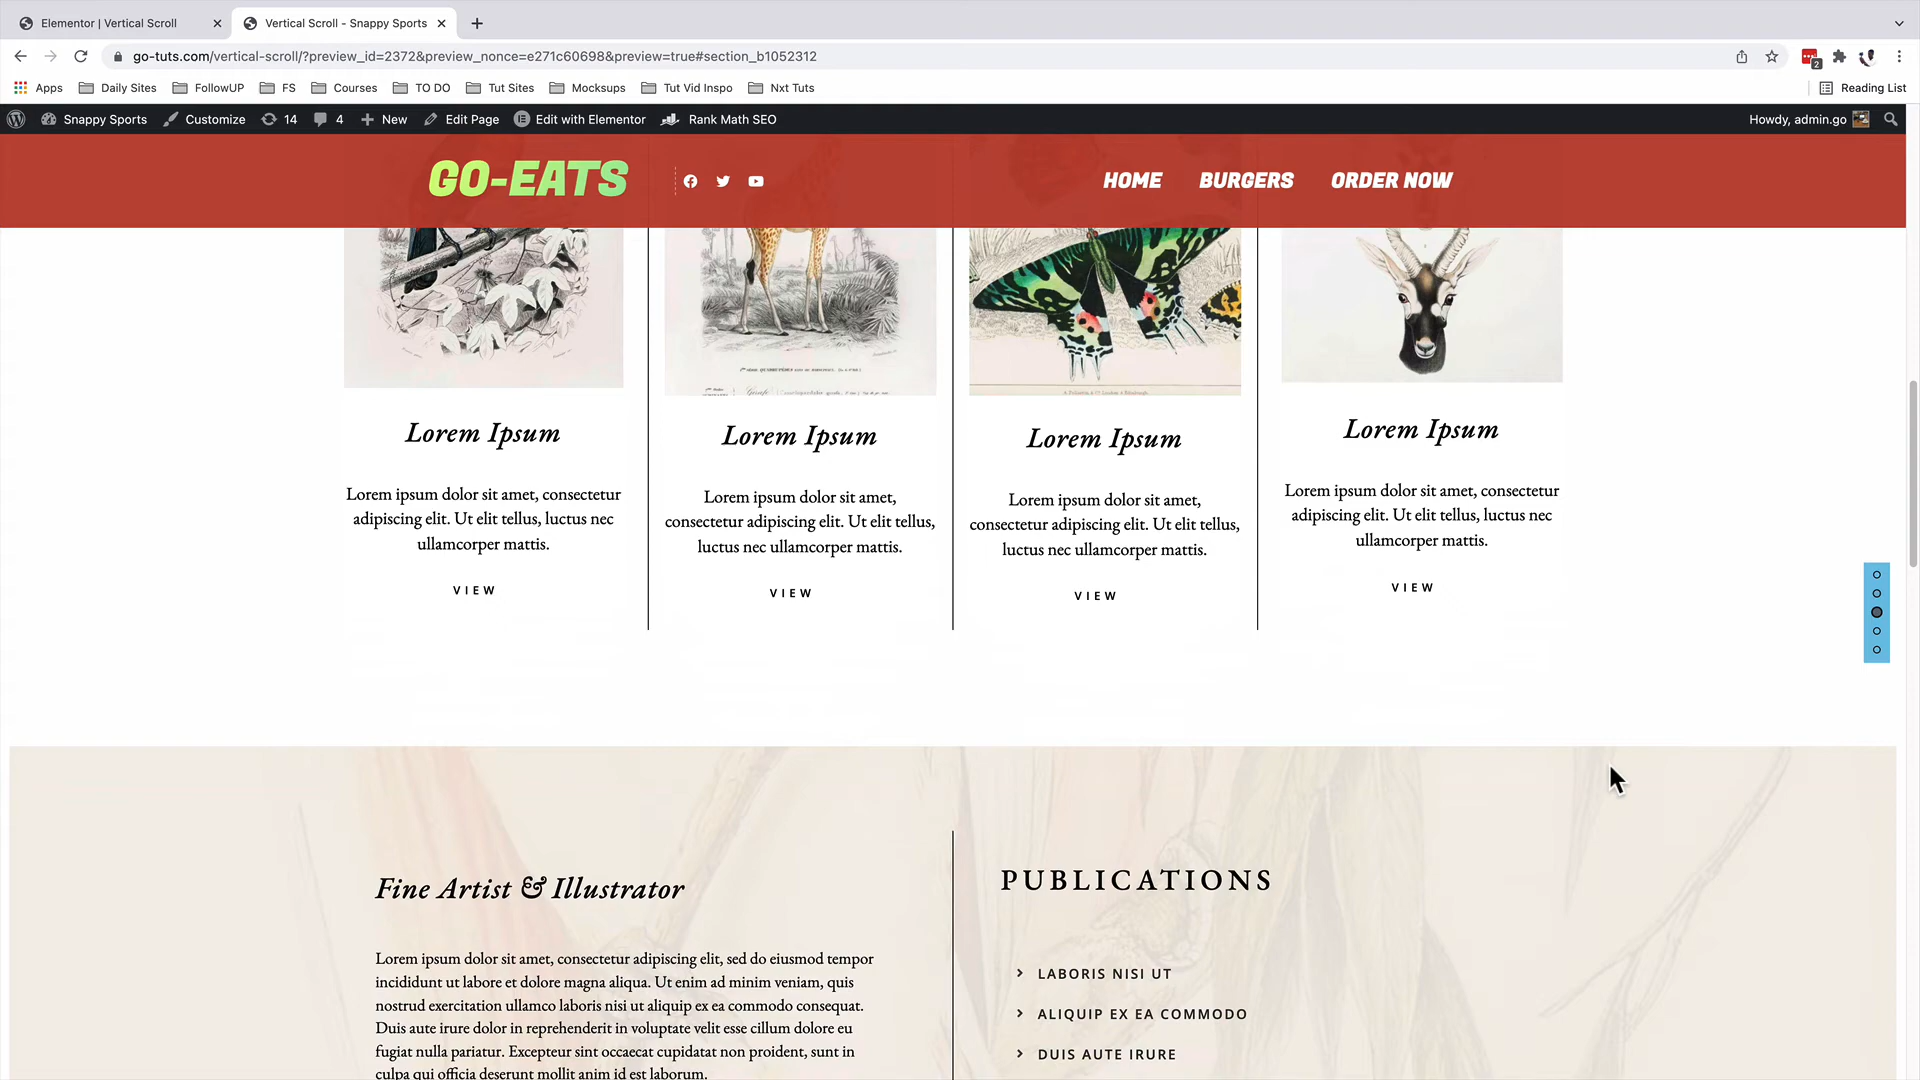 Elementor | Vertical Scroll
Vertical Scroll - Snappy Sports
go-tuts.com/vertical-scroll/?preview_id=2372&preview_nonce=e271c60698&preview=true#section_b1052312
2
Apps
Daily Sites
FollowUP
FS
Courses
TO DO
Tut Sites
Mocksups
Tut Vid Inspo
Nxt Tuts
Reading List
Snappy Sports
Customize
14
4
New
Edit Page
Edit with Elementor
Rank Math SEO
Howdy, admin.go
GO-EATS
HOME
BURGERS
ORDER NOW
Lorem Ipsum
Lorem ipsum dolor sit amet, consectetur
adipiscing elit. Ut elit tellus, luctus nec
ullamcorper mattis.
VIEW
Lorem Ipsum
Lorem ipsum dolor sit amet,
consectetur adipiscing elit. Ut elit tellus,
luctus nec ullamcorper mattis.
VIEW
Lorem Ipsum
Lorem ipsum dolor sit amet,
consectetur adipiscing elit. Ut elit tellus,
luctus nec ullamcorper mattis.
VIEW
Lorem Ipsum
Lorem ipsum dolor sit amet, consectetur
adipiscing elit. Ut elit tellus, luctus nec
ullamcorper mattis.
VIEW
Fine Artist & Illustrator
Lorem ipsum dolor sit amet, consectetur adipiscing elit, sed do eiusmod tempor
incididunt ut labore et dolore magna aliqua. Ut enim ad minim veniam, quis
nostrud exercitation ullamco laboris nisi ut aliquip ex ea commodo consequat.
Duis aute irure dolor in reprehenderit in voluptate velit esse cillum dolore eu
fugiat nulla pariatur. Excepteur sint occaecat cupidatat non proident, sunt in
culpa qui officia deserunt mollit anim id est laborum.
PUBLICATIONS
LABORIS NISI UT
ALIQUIP EX EA COMMODO
DUIS AUTE IRURE